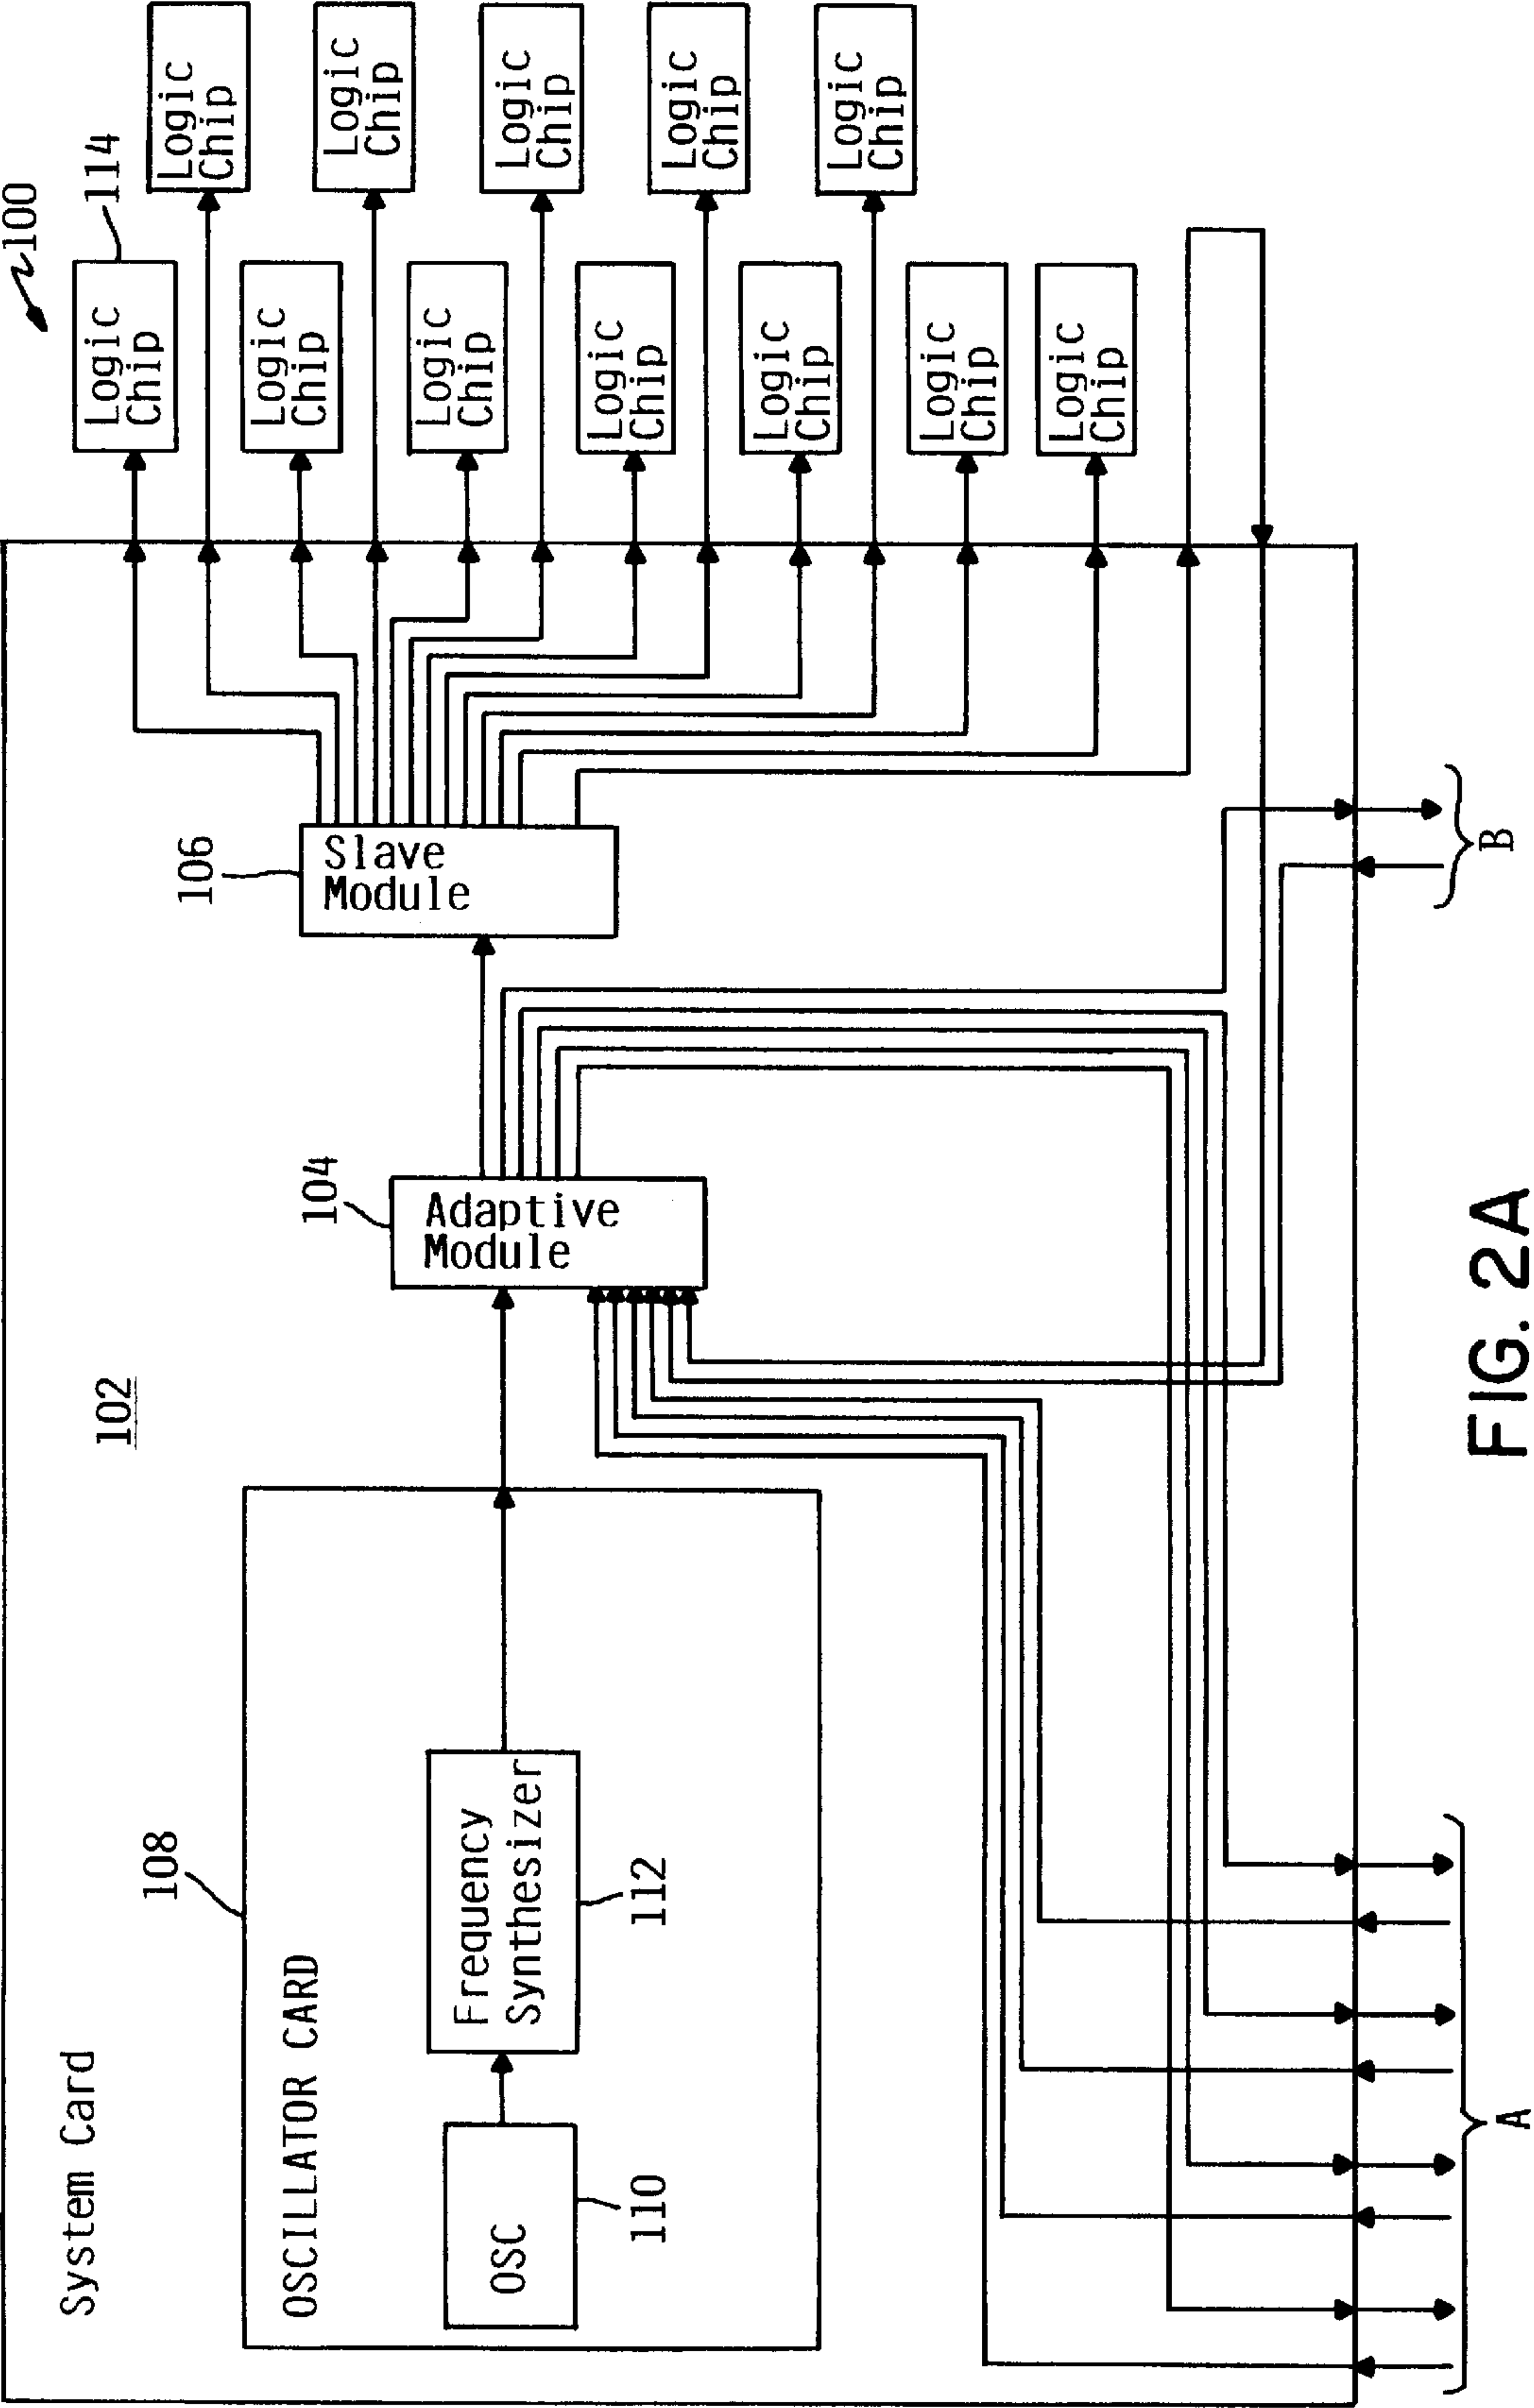 System Card
102
100
OSCILLATOR CARD
108
OSC
110
Frequency
Synthesizer
112
104
Adaptive
Module
106
Slave
Module
114
Logic
Chip
Logic
Chip
Logic
Chip
Logic
Chip
Logic
Chip
Logic
Chip
Logic
Chip
Logic
Chip
Logic
Chip
Logic
Chip
Logic
Chip
Logic
Chip
A
B
FIG. 2A